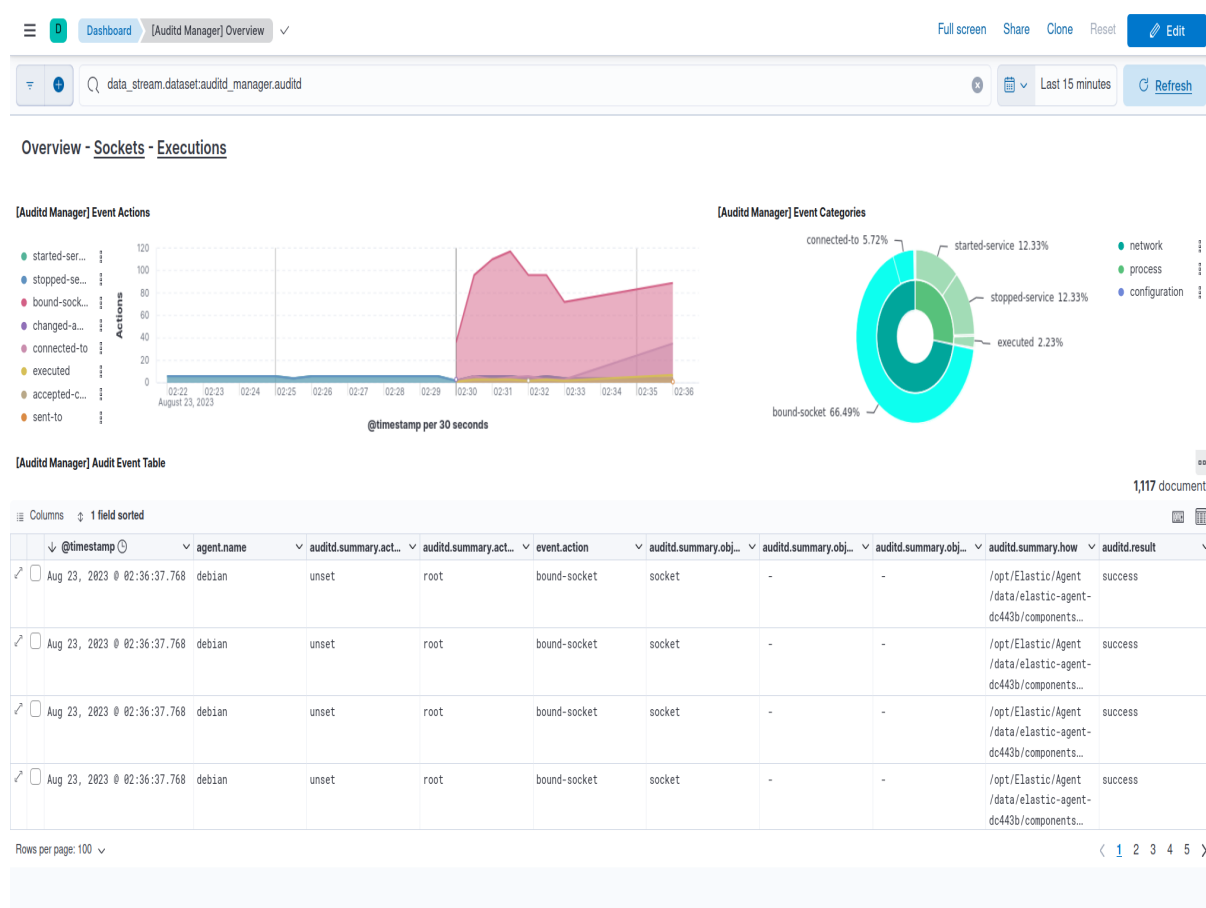 D Dashboard [Auditd Manager] Overview Full screen Share Clone Reset Edit
data_stream.dataset:auditd_manager.auditd Last 15 minutes Refresh
Overview - Sockets - Executions
[Auditd Manager] Event Actions
started-ser...
stopped-se...
bound-sock...
changed-a...
connected-to
executed
accepted-c...
sent-to
Actions
120
100
80
60
40
20
0
02:22 02:23 02:24 02:25 02:26 02:27 02:28 02:29 02:30 02:31 02:32 02:33 02:34 02:35 02:36
August 23, 2023
@timestamp per 30 seconds
[Auditd Manager] Event Categories
connected-to 5.72%
started-service 12.33%
stopped-service 12.33%
executed 2.23%
bound-socket 66.49%
network
process
configuration
[Auditd Manager] Audit Event Table
1,117 document
Columns 1 field sorted
@timestamp agent.name auditd.summary.act... auditd.summary.act... event.action auditd.summary.obj... auditd.summary.obj... auditd.summary.obj... auditd.summary.how auditd.result
Aug 23, 2023 @ 02:36:37.768 debian unset root bound-socket socket - - /opt/Elastic/Agent success
/data/elastic-agent-
dc443b/components…
Aug 23, 2023 @ 02:36:37.768 debian unset root bound-socket socket - - /opt/Elastic/Agent success
/data/elastic-agent-
dc443b/components…
Aug 23, 2023 @ 02:36:37.768 debian unset root bound-socket socket - - /opt/Elastic/Agent success
/data/elastic-agent-
dc443b/components…
Aug 23, 2023 @ 02:36:37.768 debian unset root bound-socket socket - - /opt/Elastic/Agent success
/data/elastic-agent-
dc443b/components…
Rows per page: 100 1 2 3 4 5